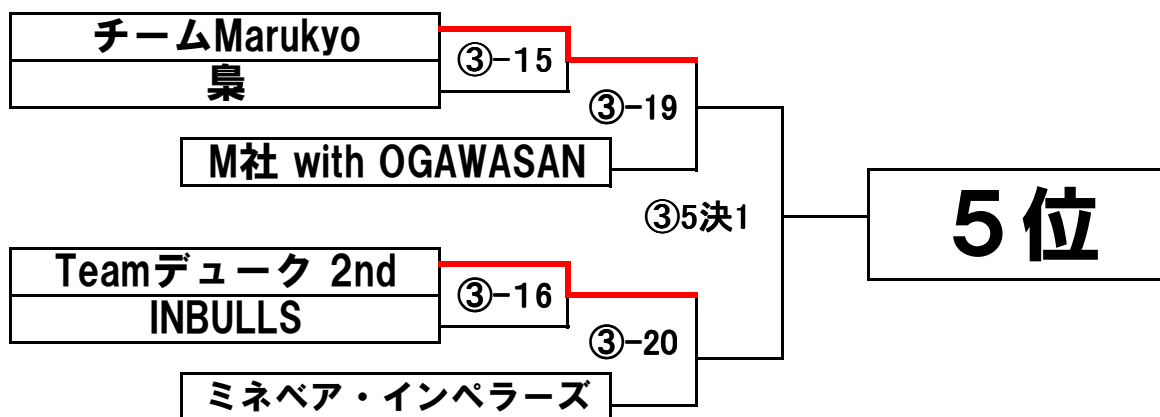 チームMarukyo
③-15
梟
③-19
M社 with OGAWASAN
③5決1
５位
Teamデューク 2nd
③-16
INBULLS
③-20
ミネベア・インペラーズ